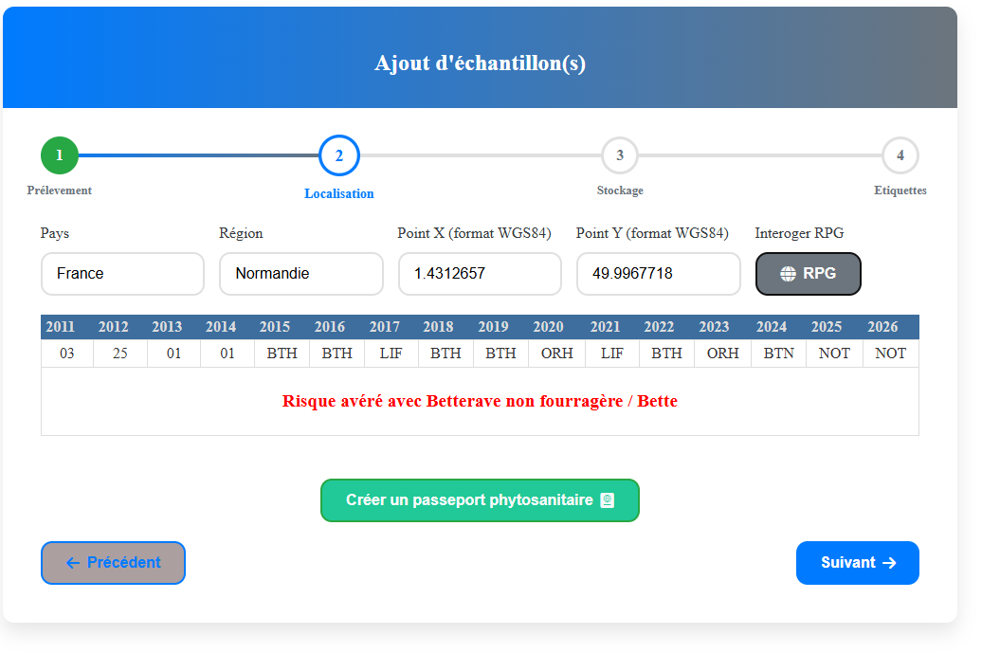 Ajout d'échantillon(s)
1 2 3 4
Prélevement Localisation Stockage Etiquettes
Pays Région Point X (format WGS84) Point Y (format WGS84) Interoger RPG
France Normandie 1.4312657 49.9967718 RPG
2011 2012 2013 2014 2015 2016 2017 2018 2019 2020 2021 2022 2023 2024 2025 2026
03 25 01 01 BTH BTH LIF BTH BTH ORH LIF BTH ORH BTN NOT NOT
Risque avéré avec Betterave non fourragère / Bette
Créer un passeport phytosanitaire
← Précédent Suivant →